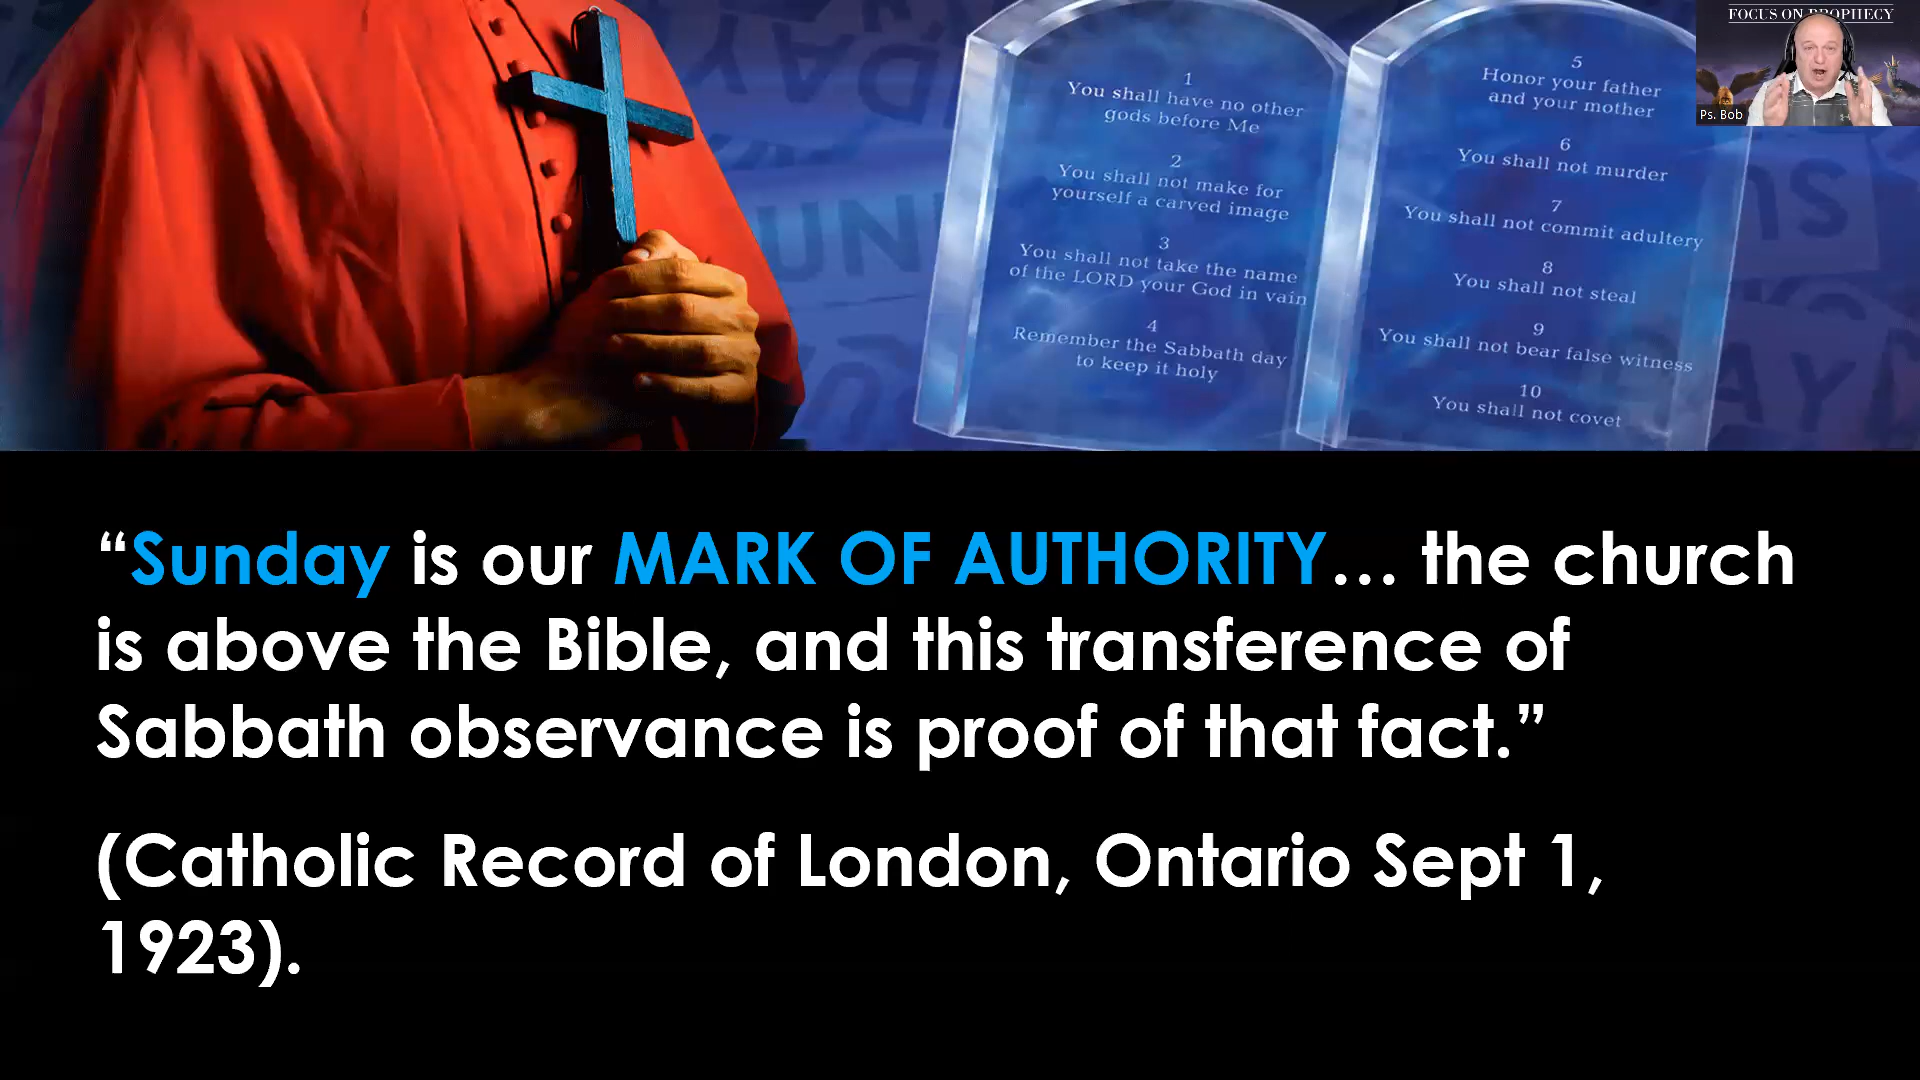 FOCUS ON PROPHECY
Ps. Bob
1
You shall have no other
gods before Me
2
You shall not make for
yourself a carved image
3
You shall not take the name
of the LORD your God in vain
4
Remember the Sabbath day
to keep it holy
5
Honor your father
and your mother
6
You shall not murder
7
You shall not commit adultery
8
You shall not steal
9
You shall not bear false witness
10
You shall not covet
“Sunday is our MARK OF AUTHORITY… the church
is above the Bible, and this transference of
Sabbath observance is proof of that fact.”
(Catholic Record of London, Ontario Sept 1,
1923).